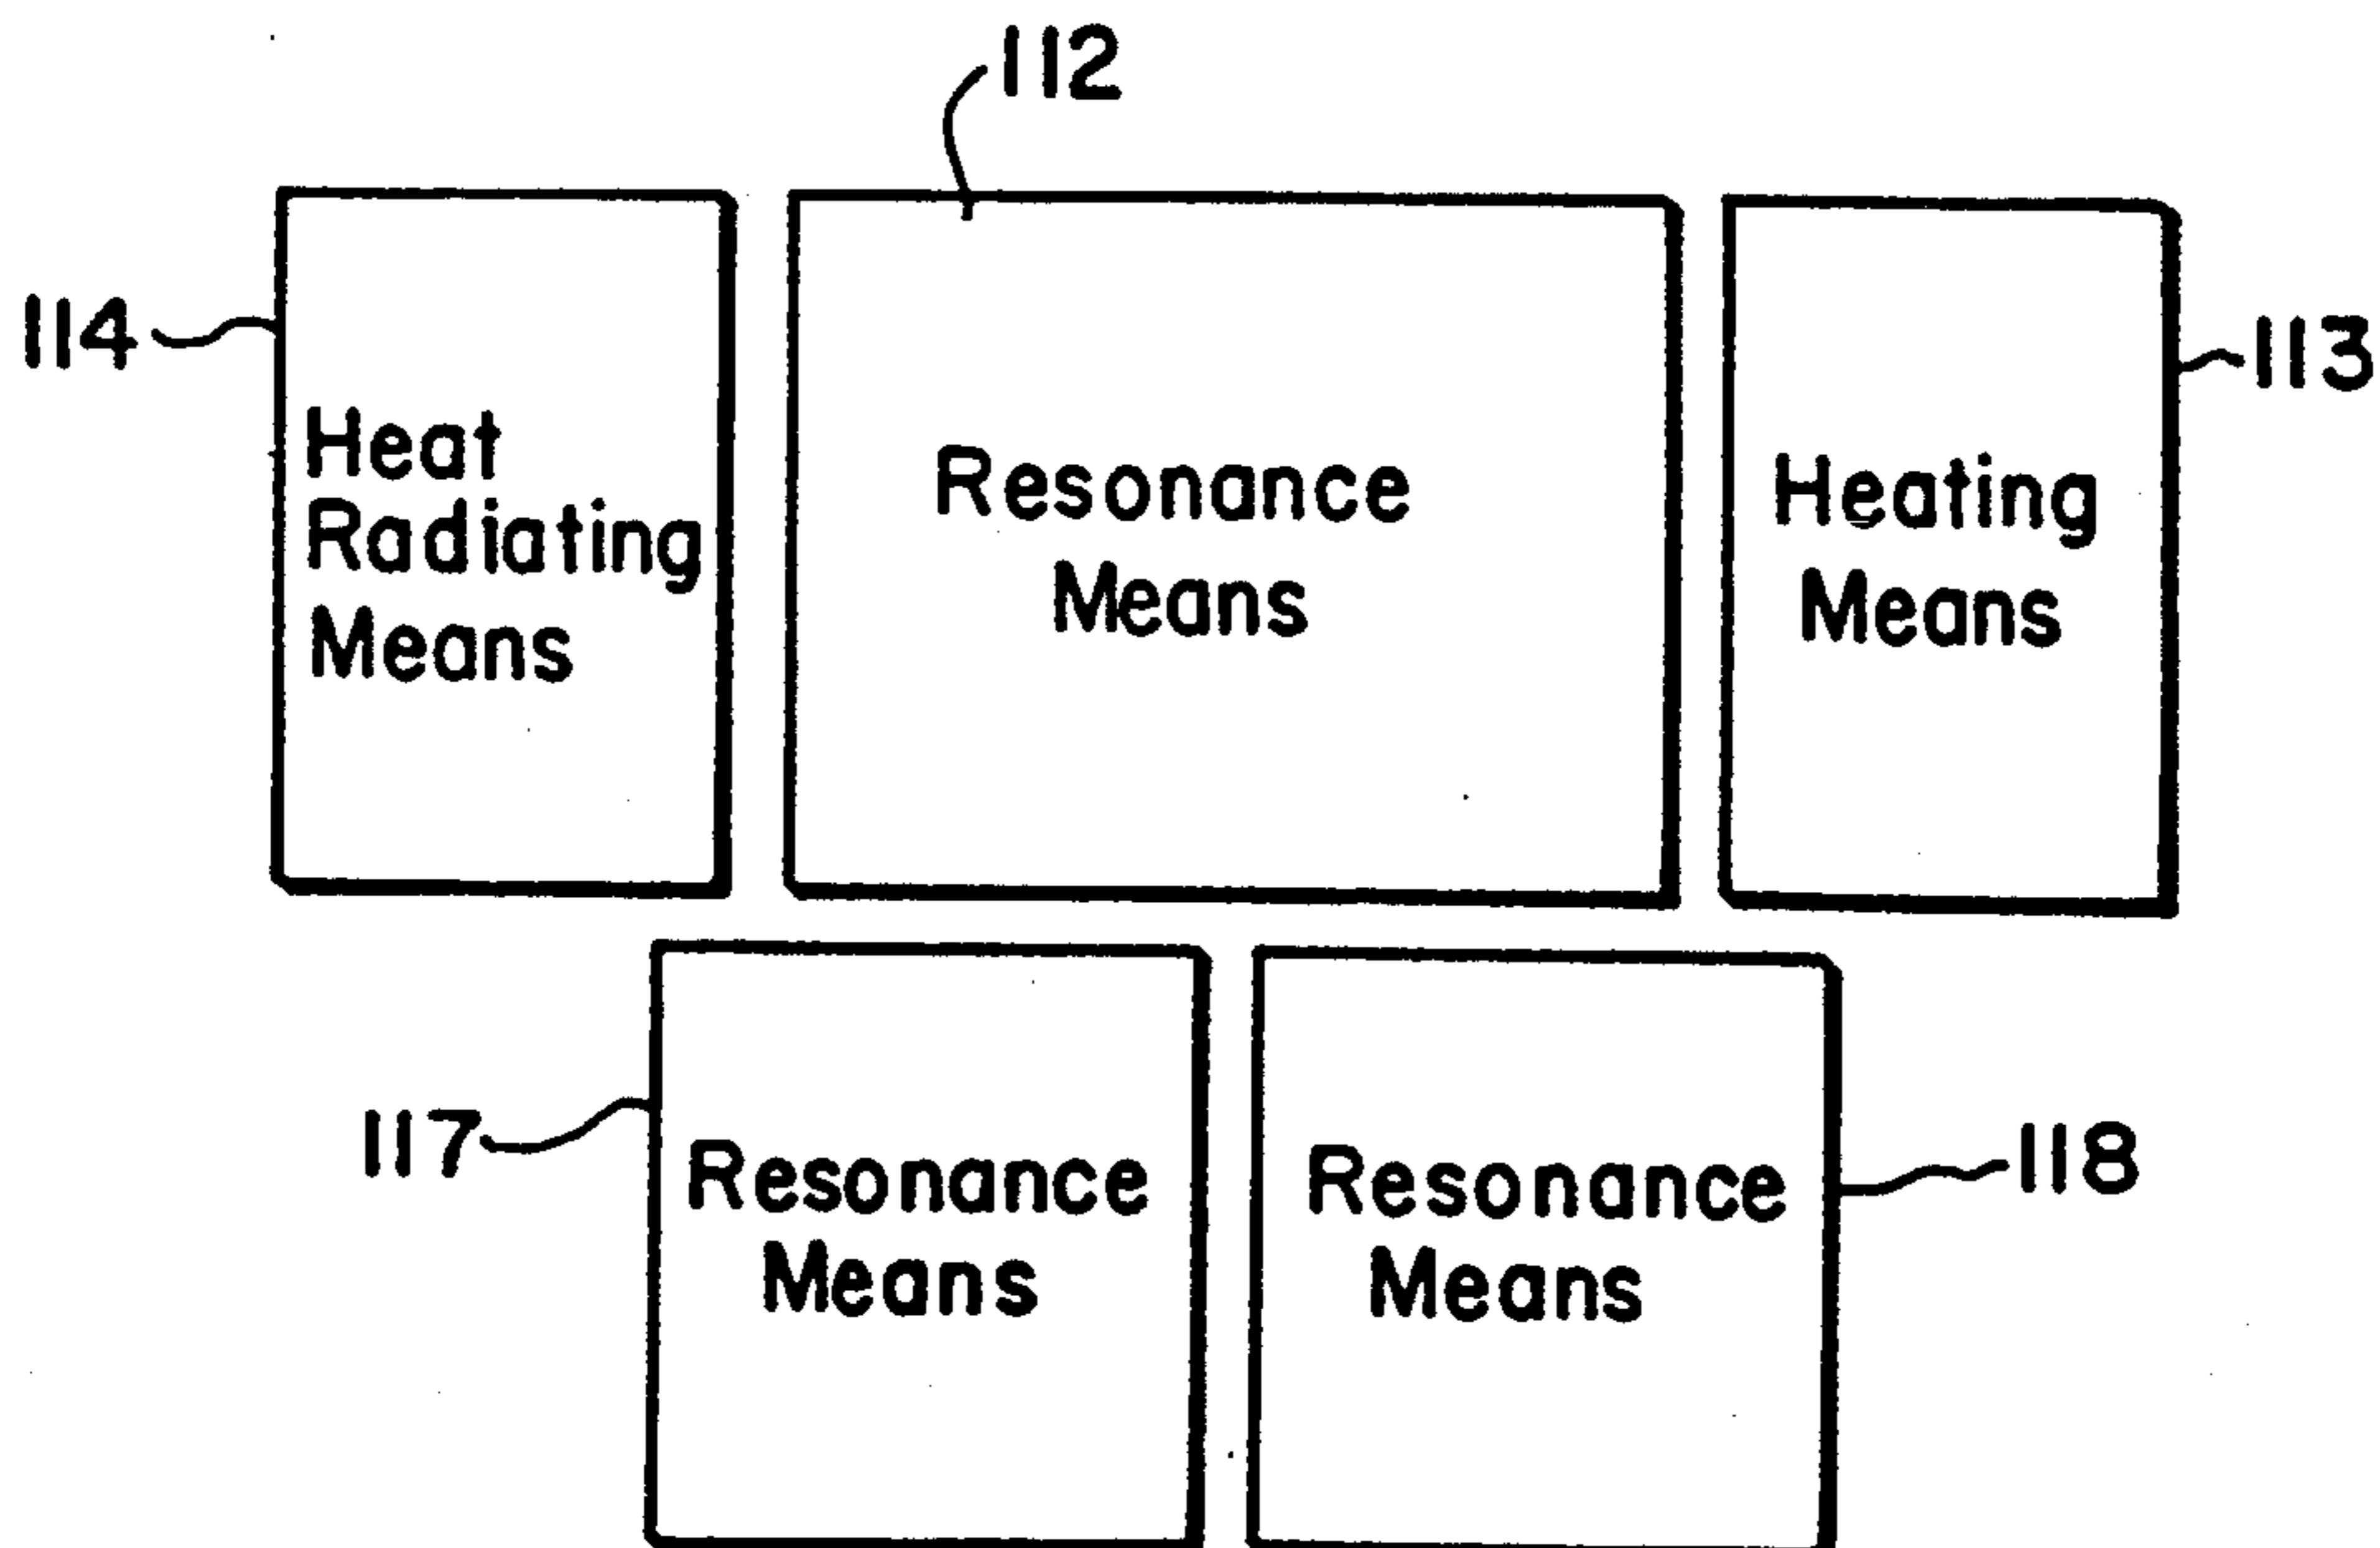 112
114
Heat
Radiating
Means
Resonance
Means
Heating
Means
113
117
Resonance
Means
Resonance
Means
118